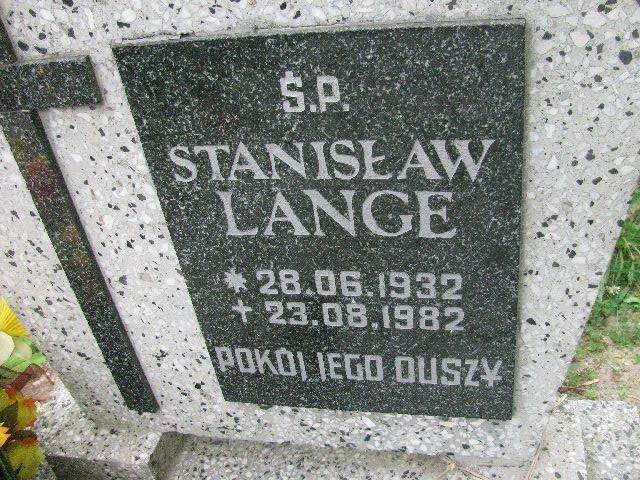 Ś.P.
STANISŁAW
LANGE
* 28.06.1932
+ 23.08.1982
POKÓJ JEGO DUSZY